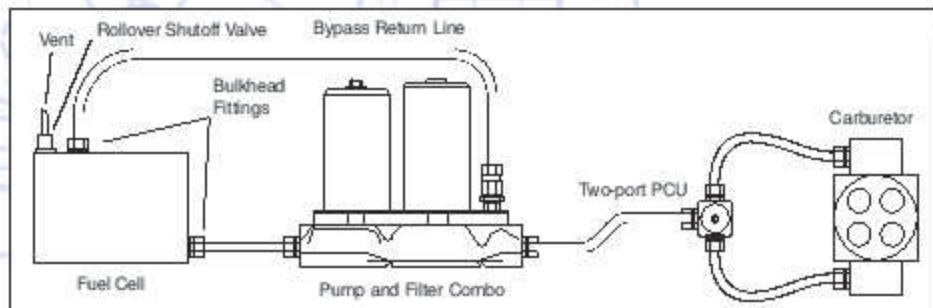 Rollover Shutoff Valve
Bypass Return Line
Vent
Bulkhead
Fittings
Carburetor
Two-port PCU
Fuel Cell
Pump and Filter Combo